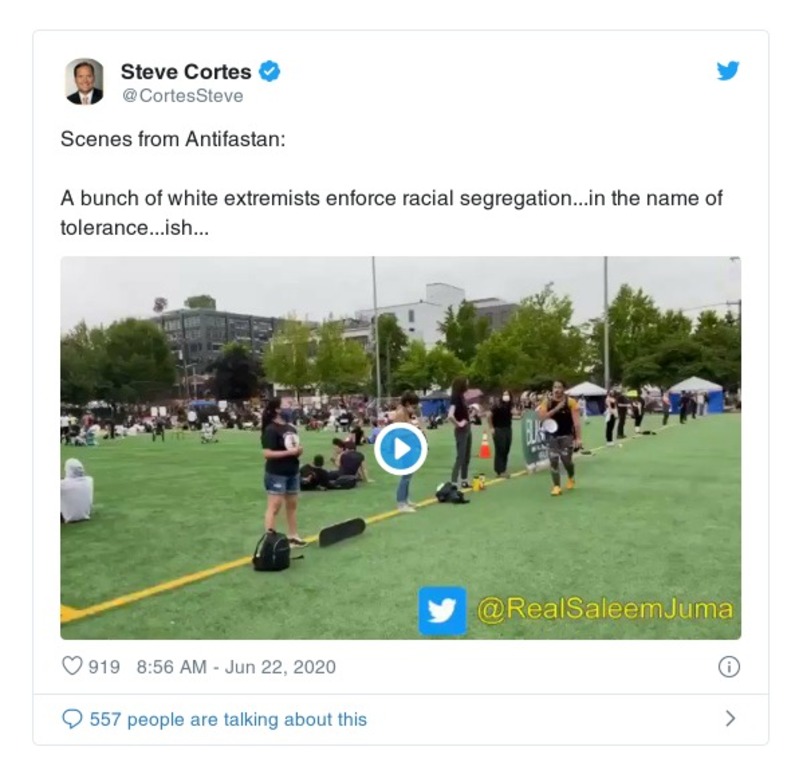 Steve Cortes
@CortesSteve
Scenes from Antifastan:
A bunch of white extremists enforce racial segregation...in the name of
tolerance...ish...
@RealSaleemJuma
919 8:56 AM - Jun 22, 2020
557 people are talking about this